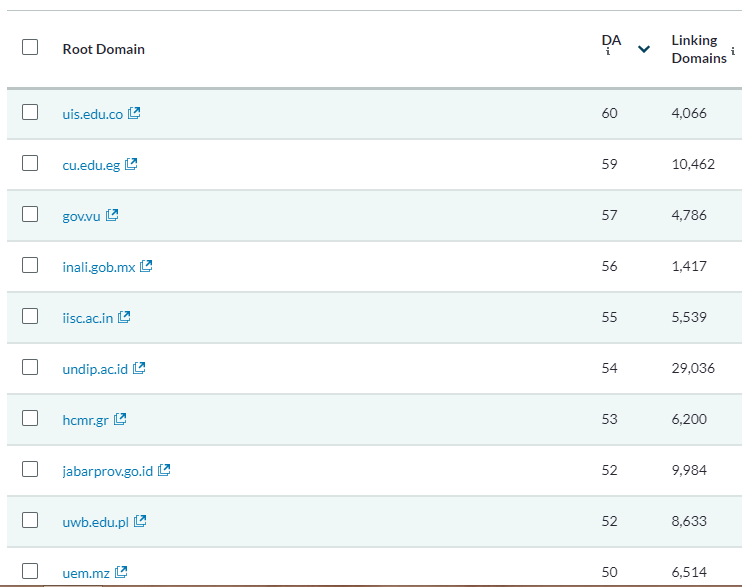 Root Domain DA i Linking Domains i
uis.edu.co 60 4,066
cu.edu.eg 59 10,462
gov.vu 57 4,786
inali.gob.mx 56 1,417
iisc.ac.in 55 5,539
undip.ac.id 54 29,036
hcmr.gr 53 6,200
jabarprov.go.id 52 9,984
uwb.edu.pl 52 8,633
uem.mz 50 6,514